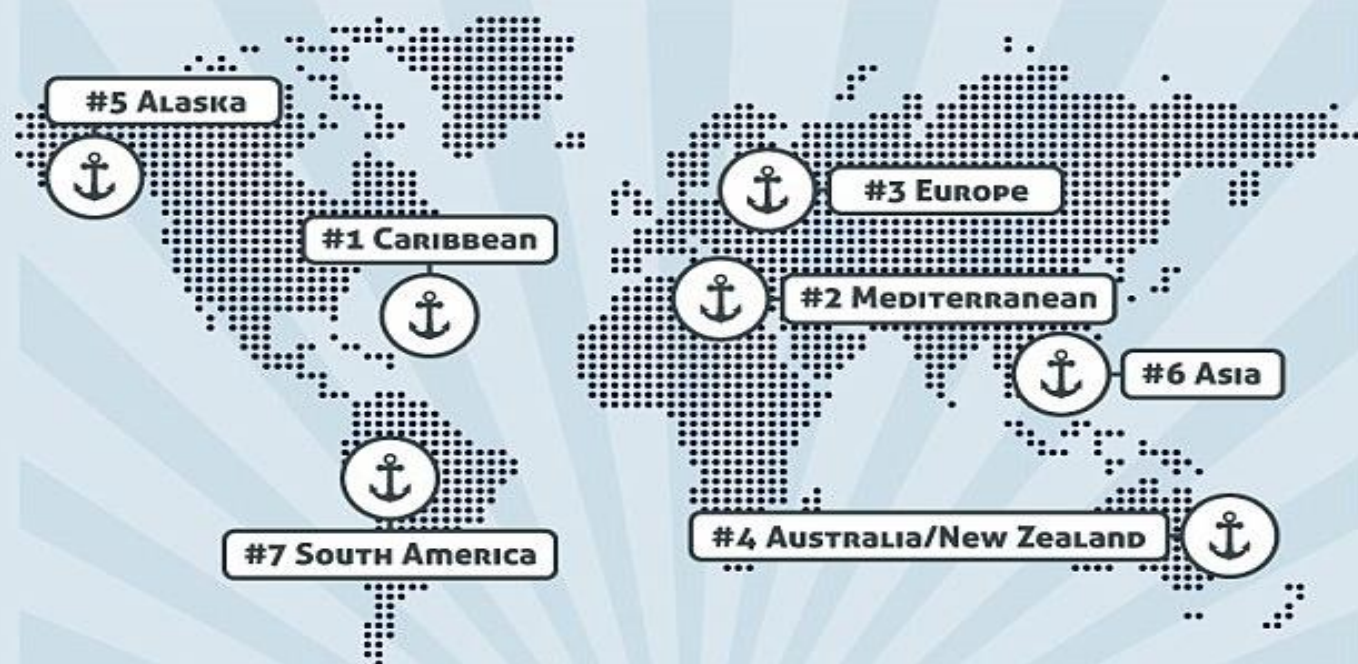 #5 Alaska
#3 Europe
#1 Caribbean
#2 Mediterranean
#6 Asia
#4 Australia/New Zealand
#7 South America